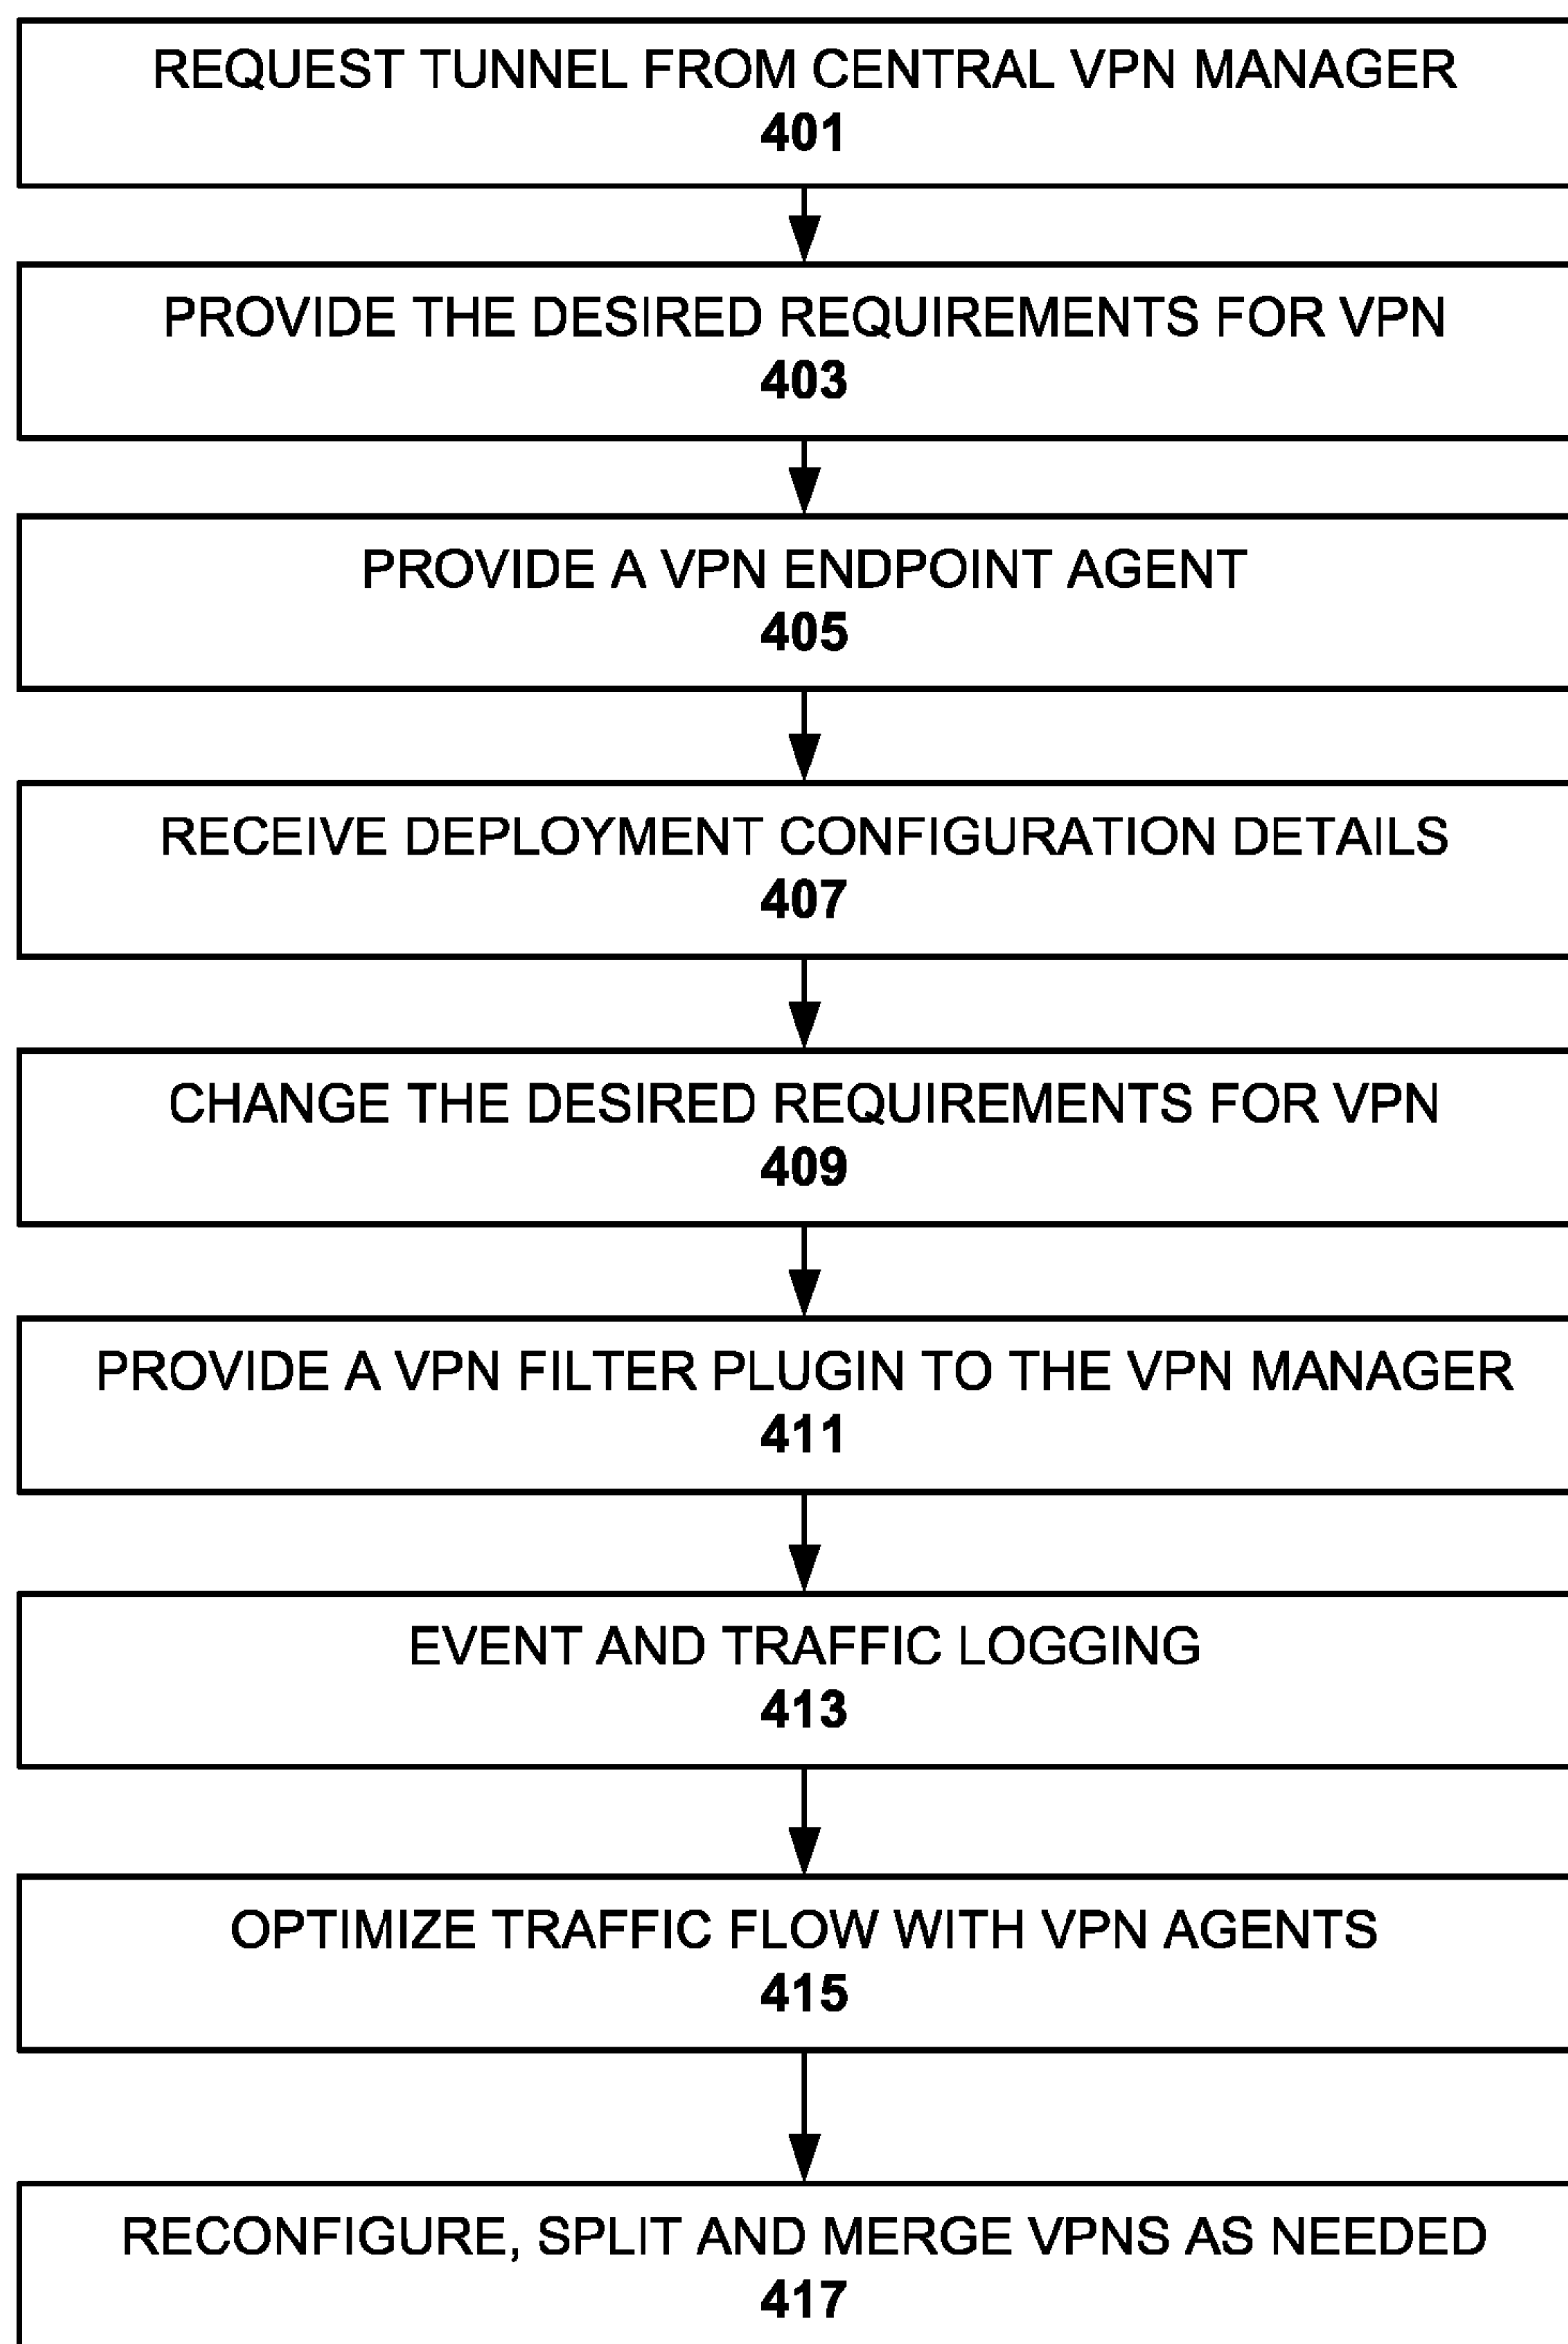 REQUEST TUNNEL FROM CENTRAL VPN MANAGER
401
PROVIDE THE DESIRED REQUIREMENTS FOR VPN
403
PROVIDE A VPN ENDPOINT AGENT
405
RECEIVE DEPLOYMENT CONFIGURATION DETAILS
407
CHANGE THE DESIRED REQUIREMENTS FOR VPN
409
PROVIDE A VPN FILTER PLUGIN TO THE VPN MANAGER
411
EVENT AND TRAFFIC LOGGING
413
OPTIMIZE TRAFFIC FLOW WITH VPN AGENTS
415
RECONFIGURE, SPLIT AND MERGE VPNS AS NEEDED
417